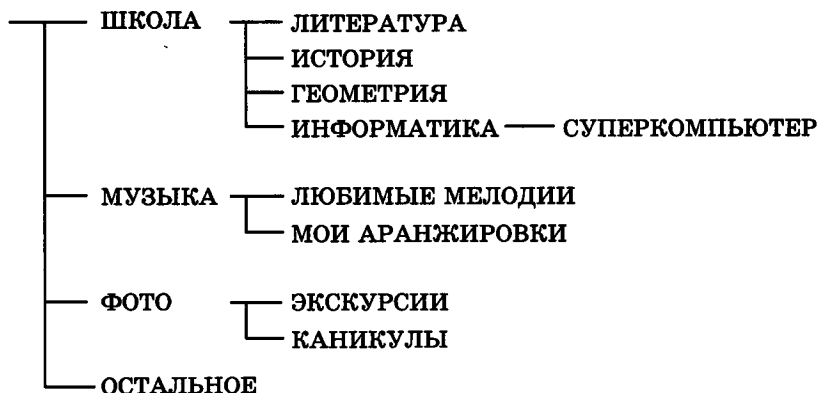 ШКОЛА ЛИТЕРАТУРА
ИСТОРИЯ
ГЕОМЕТРИЯ
ИНФОРМАТИКА СУПЕРКОМПЬЮТЕР
МУЗЫКА ЛЮБИМЫЕ МЕЛОДИИ
МОИ АРАНЖИРОВКИ
ФОТО ЭКСКУРСИИ
КАНИКУЛЫ
ОСТАЛЬНОЕ